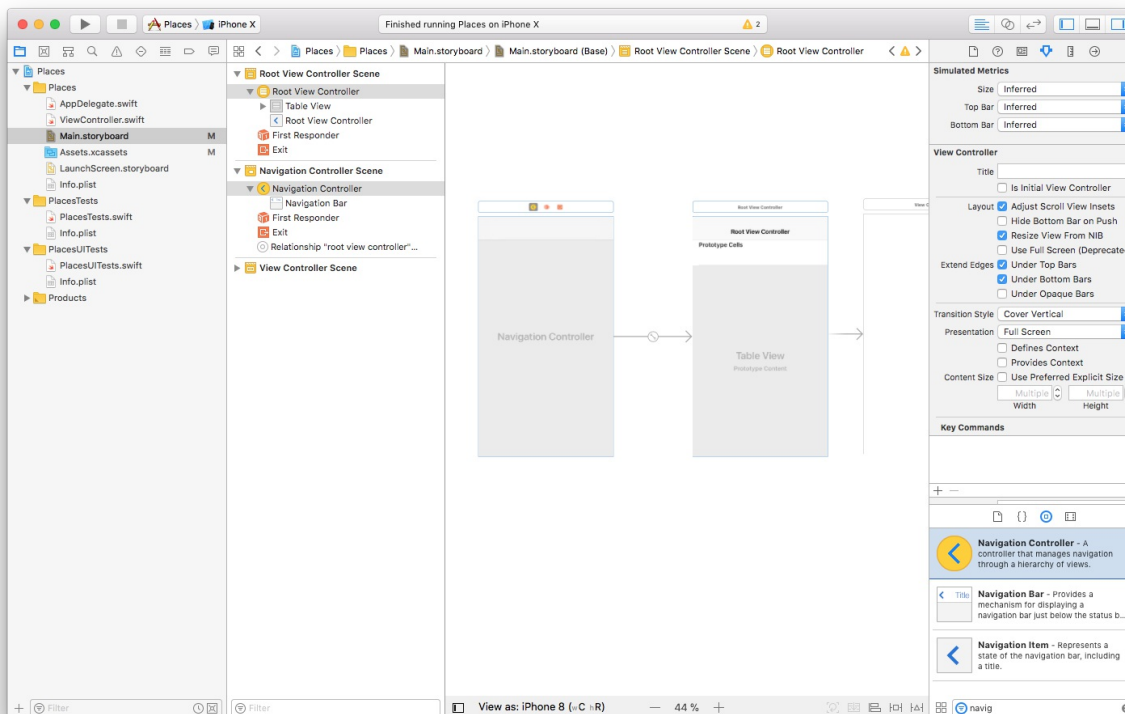 Places
iPhone X
Finished running Places on iPhone X
2
Places
Places
Main.storyboard
Main.storyboard (Base)
Root View Controller Scene
Root View Controller
Places
Places
AppDelegate.swift
ViewController.swift
Main.storyboard M
Assets.xcassets M
LaunchScreen.storyboard
Info.plist
PlacesTests
PlacesTests.swift
Info.plist
PlacesUITests
PlacesUITests.swift
Info.plist
Products
Filter
Root View Controller Scene
Root View Controller
Table View
Root View Controller
First Responder
Exit
Navigation Controller Scene
Navigation Controller
Navigation Bar
First Responder
Exit
Relationship "root view controller"...
View Controller Scene
Filter
Navigation Controller
Root View Controller
Root View Controller
Prototype Cells
Table View
Prototype Content
View C
View as: iPhone 8 (wC hR)
44 %
Simulated Metrics
Size Inferred
Top Bar Inferred
Bottom Bar Inferred
View Controller
Title
Is Initial View Controller
Layout Adjust Scroll View Insets
Hide Bottom Bar on Push
Resize View From NIB
Use Full Screen (Deprecate
Extend Edges Under Top Bars
Under Bottom Bars
Under Opaque Bars
Transition Style Cover Vertical
Presentation Full Screen
Defines Context
Provides Context
Content Size Use Preferred Explicit Size
Multiple Multiple
Width Height
Key Commands
Navigation Controller - A
controller that manages navigation
through a hierarchy of views.
Title
Navigation Bar - Provides a
mechanism for displaying a
navigation bar just below the status b...
Navigation Item - Represents a
state of the navigation bar, including
a title.
navig